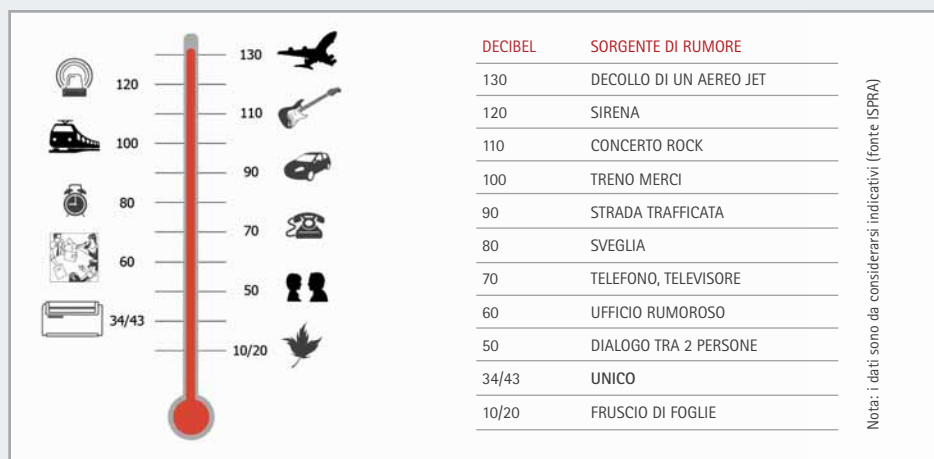 130
120
110
100
90
80
70
60
50
34/43
10/20
DECIBEL SORGENTE DI RUMORE
130 DECOLLO DI UN AEREO JET
120 SIRENA
110 CONCERTO ROCK
100 TRENO MERCI
90 STRADA TRAFFICATA
80 SVEGLIA
70 TELEFONO, TELEVISORE
60 UFFICIO RUMOROSO
50 DIALOGO TRA 2 PERSONE
34/43 UNICO
10/20 FRUSCIO DI FOGLIE
Nota: i dati sono da considerarsi indicativi (fonte ISPRA)